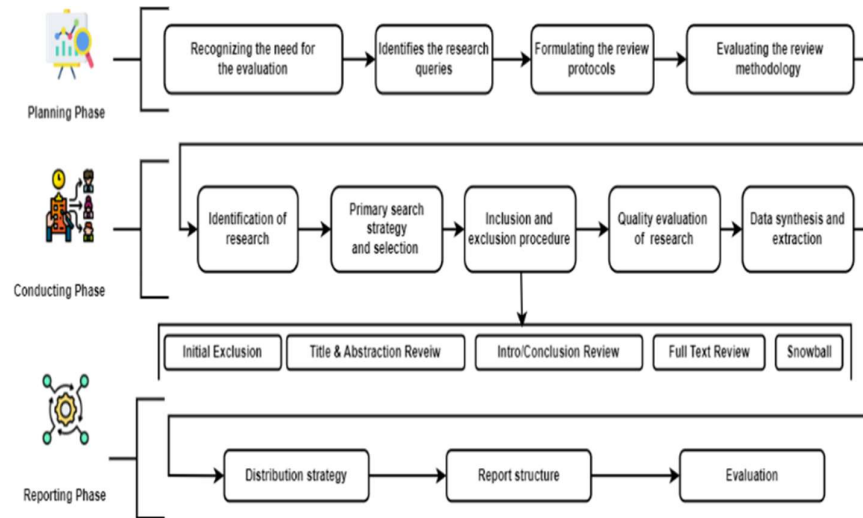 Recognizing the need for
the evaluation
Identifies the research
queries
Formulating the review
protocols
Evaluating the review
methodology
Planning Phase
Identification of
research
Primary search
strategy
and selection
Inclusion and
exclusion procedure
Quality evaluation
of research
Data synthesis and
extraction
Conducting Phase
Initial Exclusion
Title & Abstraction Reveiw
Intro/Conclusion Review
Full Text Review
Snowball
Distribution strategy
Report structure
Evaluation
Reporting Phase